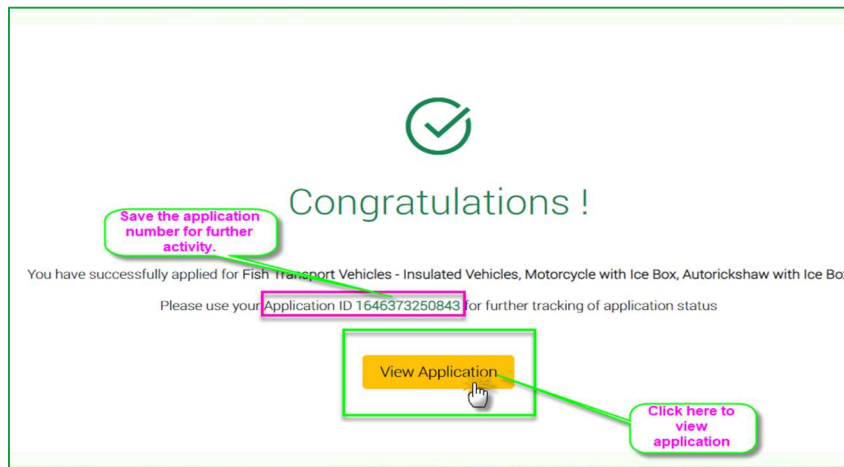 Congratulations !
Save the application
number for further
activity.
You have successfully applied for Fish Transport Vehicles - Insulated Vehicles, Motorcycle with Ice Box, Autorickshaw with Ice Bo
Please use your Application ID 1646373250843 for further tracking of application status
View Application
Click here to
view
application